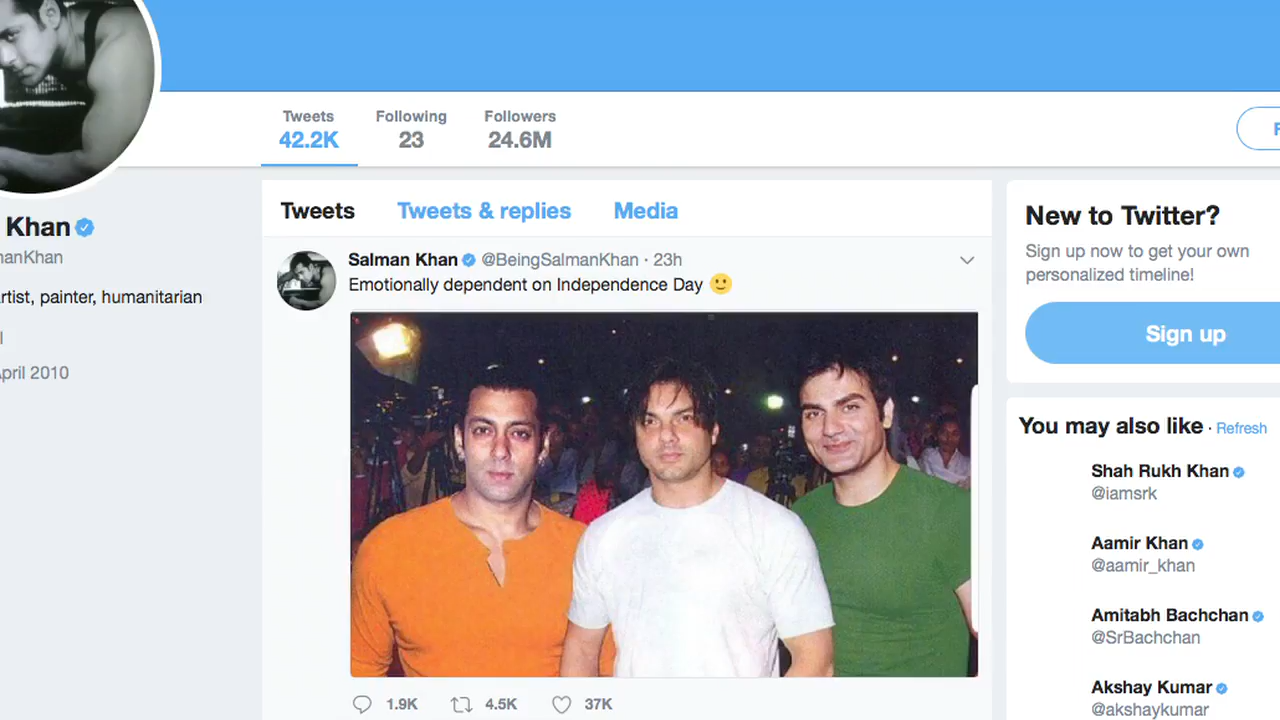 Tweets
42.2K
Following
23
Followers
24.6M
Khan
anKhan
rtist, painter, humanitarian
pril 2010
Tweets Tweets & replies Media
Salman Khan @BeingSalmanKhan · 23h
Emotionally dependent on Independence Day 🙂
1.9K 4.5K 37K
New to Twitter?
Sign up now to get your own
personalized timeline!
Sign up
You may also like · Refresh
Shah Rukh Khan
@iamsrk
Aamir Khan
@aamir_khan
Amitabh Bachchan
@SrBachchan
Akshay Kumar
@akshaykumar